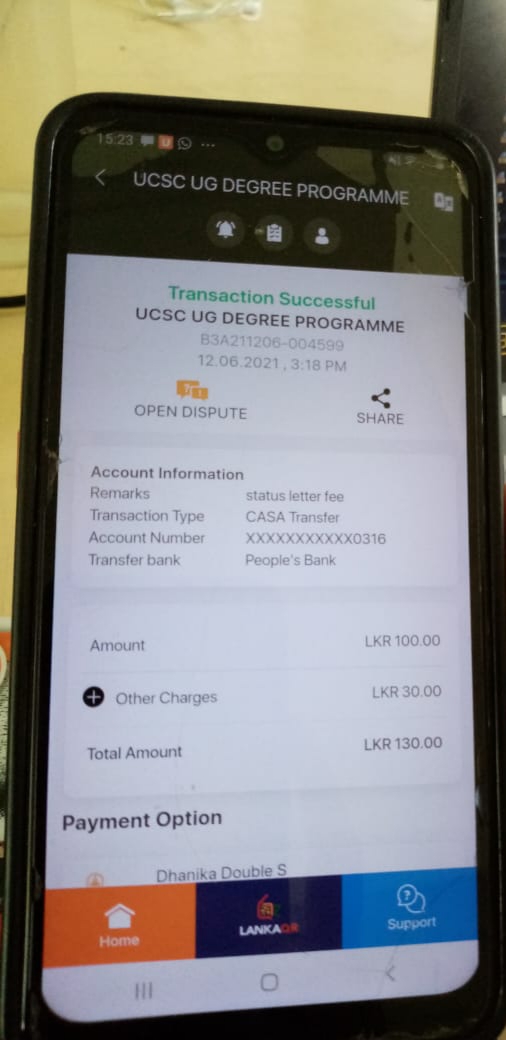 15:23
UCSC UG DEGREE PROGRAMME
Transaction Successful
UCSC UG DEGREE PROGRAMME
B3A211206-004599
12.06.2021 , 3:18 PM
OPEN DISPUTE
SHARE
Account Information
Remarks status letter fee
Transaction Type CASA Transfer
Account Number XXXXXXXXXXX0316
Transfer bank People's Bank
Amount LKR 100.00
Other Charges LKR 30.00
Total Amount LKR 130.00
Payment Option
Dhanika Double S
Home
LANKAQR
Support